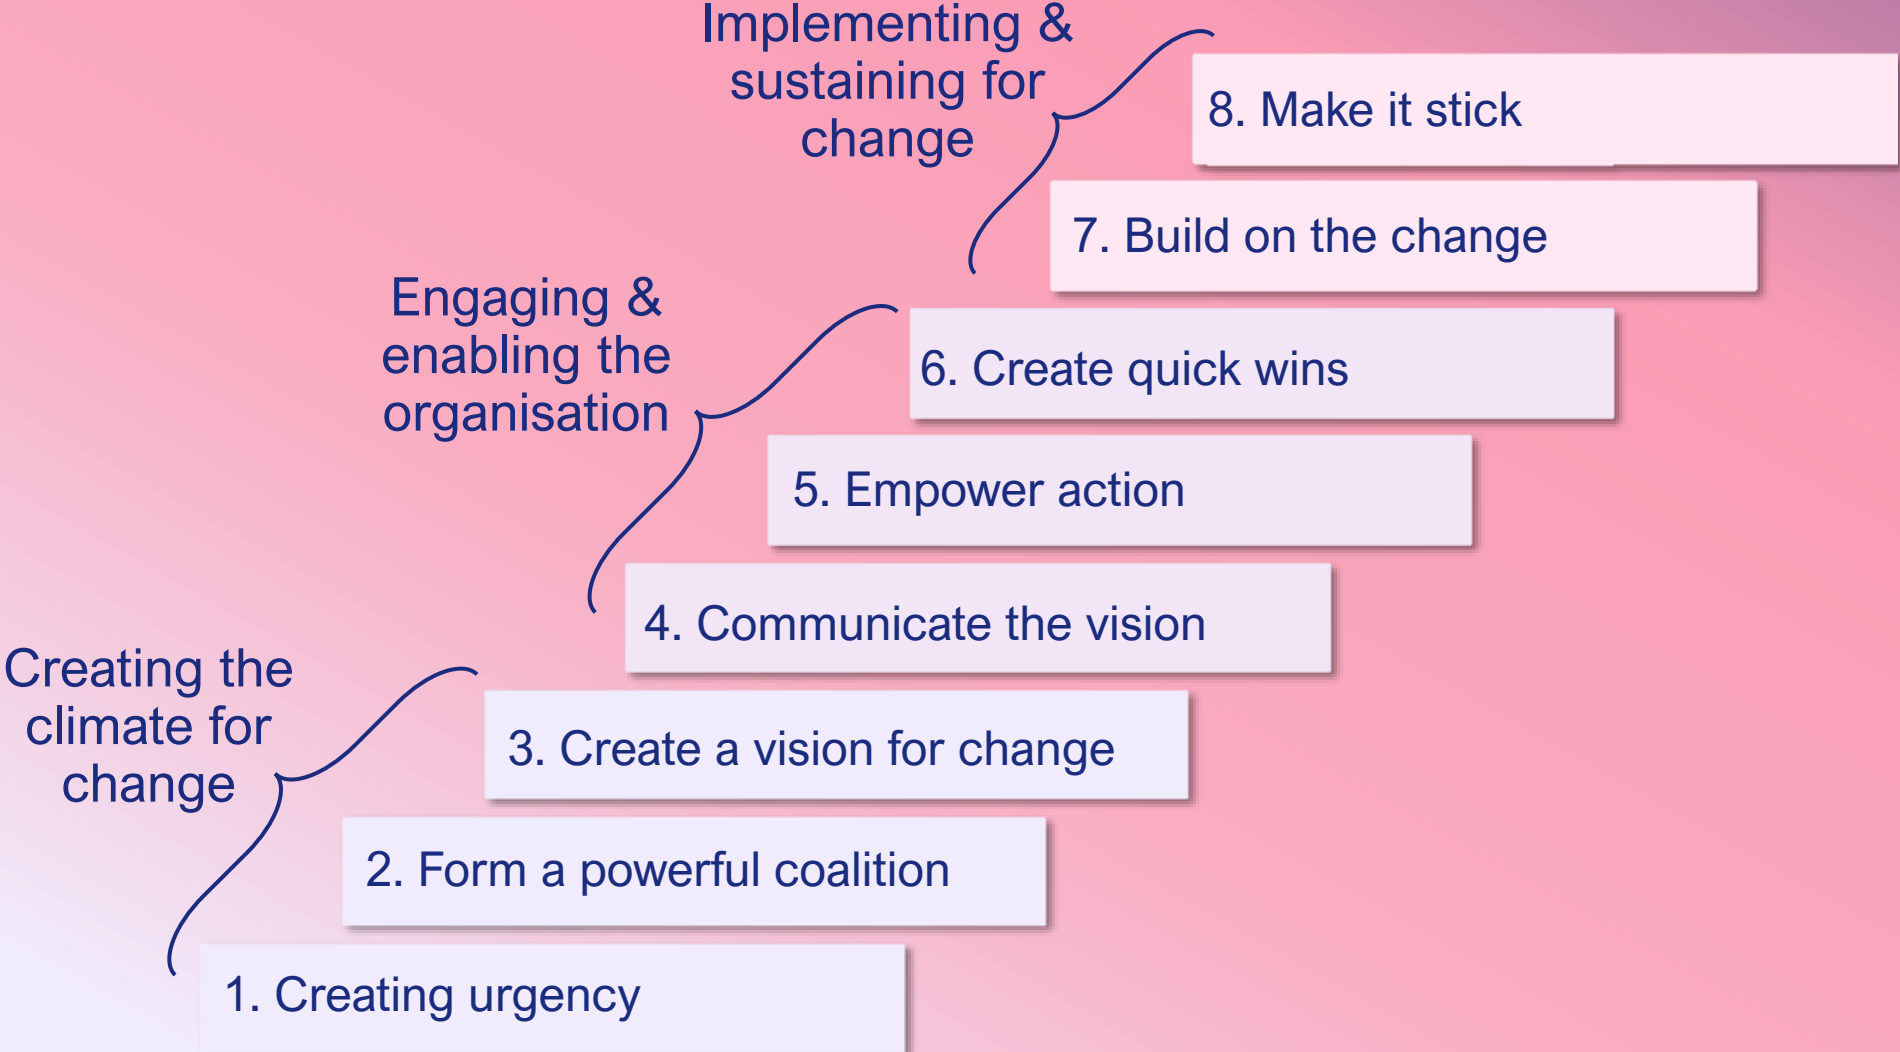 Implementing &
sustaining for
change
8. Make it stick
7. Build on the change
Engaging &
enabling the
organisation
6. Create quick wins
5. Empower action
4. Communicate the vision
Creating the
climate for
change
3. Create a vision for change
2. Form a powerful coalition
1. Creating urgency